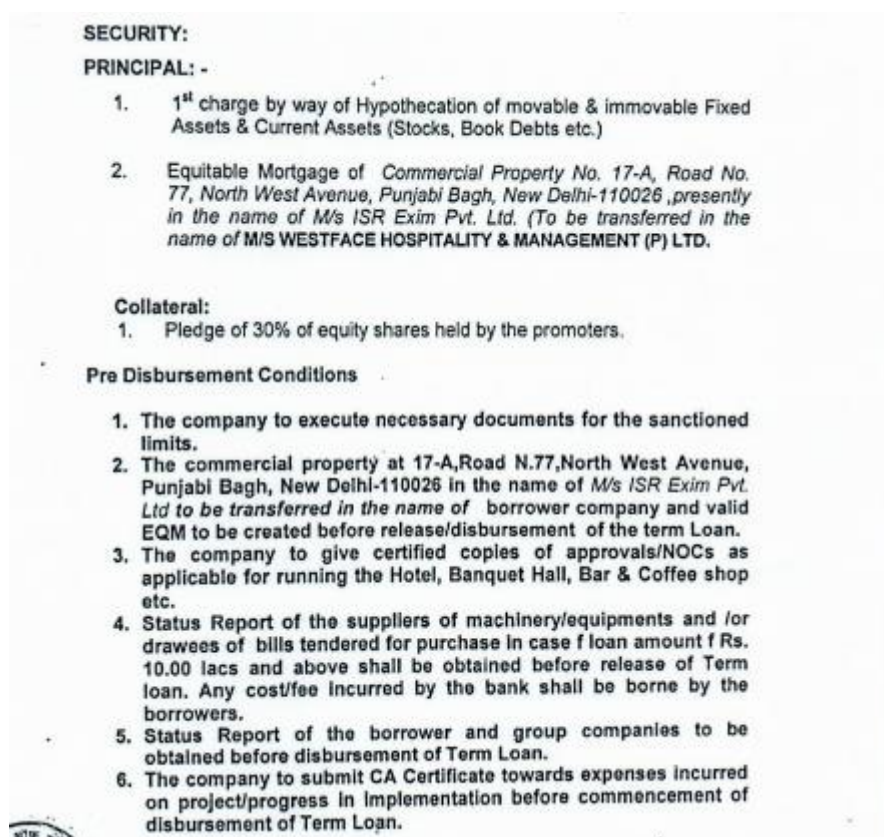 SECURITY:
PRINCIPAL: -
1. 1st charge by way of Hypothecation of movable & immovable Fixed
Assets & Current Assets (Stocks, Book Debts etc.)
2. Equitable Mortgage of Commercial Property No. 17-A, Road No.
77, North West Avenue, Punjabi Bagh, New Delhi-110026 ,presently
in the name of M/s ISR Exim Pvt. Ltd. (To be transferred in the
name of M/S WESTFACE HOSPITALITY & MANAGEMENT (P) LTD.
Collateral:
1. Pledge of 30% of equity shares held by the promoters.
Pre Disbursement Conditions
1. The company to execute necessary documents for the sanctioned
limits.
2. The commercial property at 17-A,Road N.77,North West Avenue,
Punjabi Bagh, New Delhi-110026 in the name of M/s ISR Exim Pvt.
Ltd to be transferred in the name of borrower company and valid
EQM to be created before release/disbursement of the term Loan.
3. The company to give certified copies of approvals/NOCs as
applicable for running the Hotel, Banquet Hall, Bar & Coffee shop
etc.
4. Status Report of the suppliers of machinery/equipments and /or
drawees of bills tendered for purchase in case f loan amount f Rs.
10.00 lacs and above shall be obtained before release of Term
loan. Any cost/fee incurred by the bank shall be borne by the
borrowers.
5. Status Report of the borrower and group companies to be
obtained before disbursement of Term Loan.
6. The company to submit CA Certificate towards expenses incurred
on project/progress in implementation before commencement of
disbursement of Term Loan.